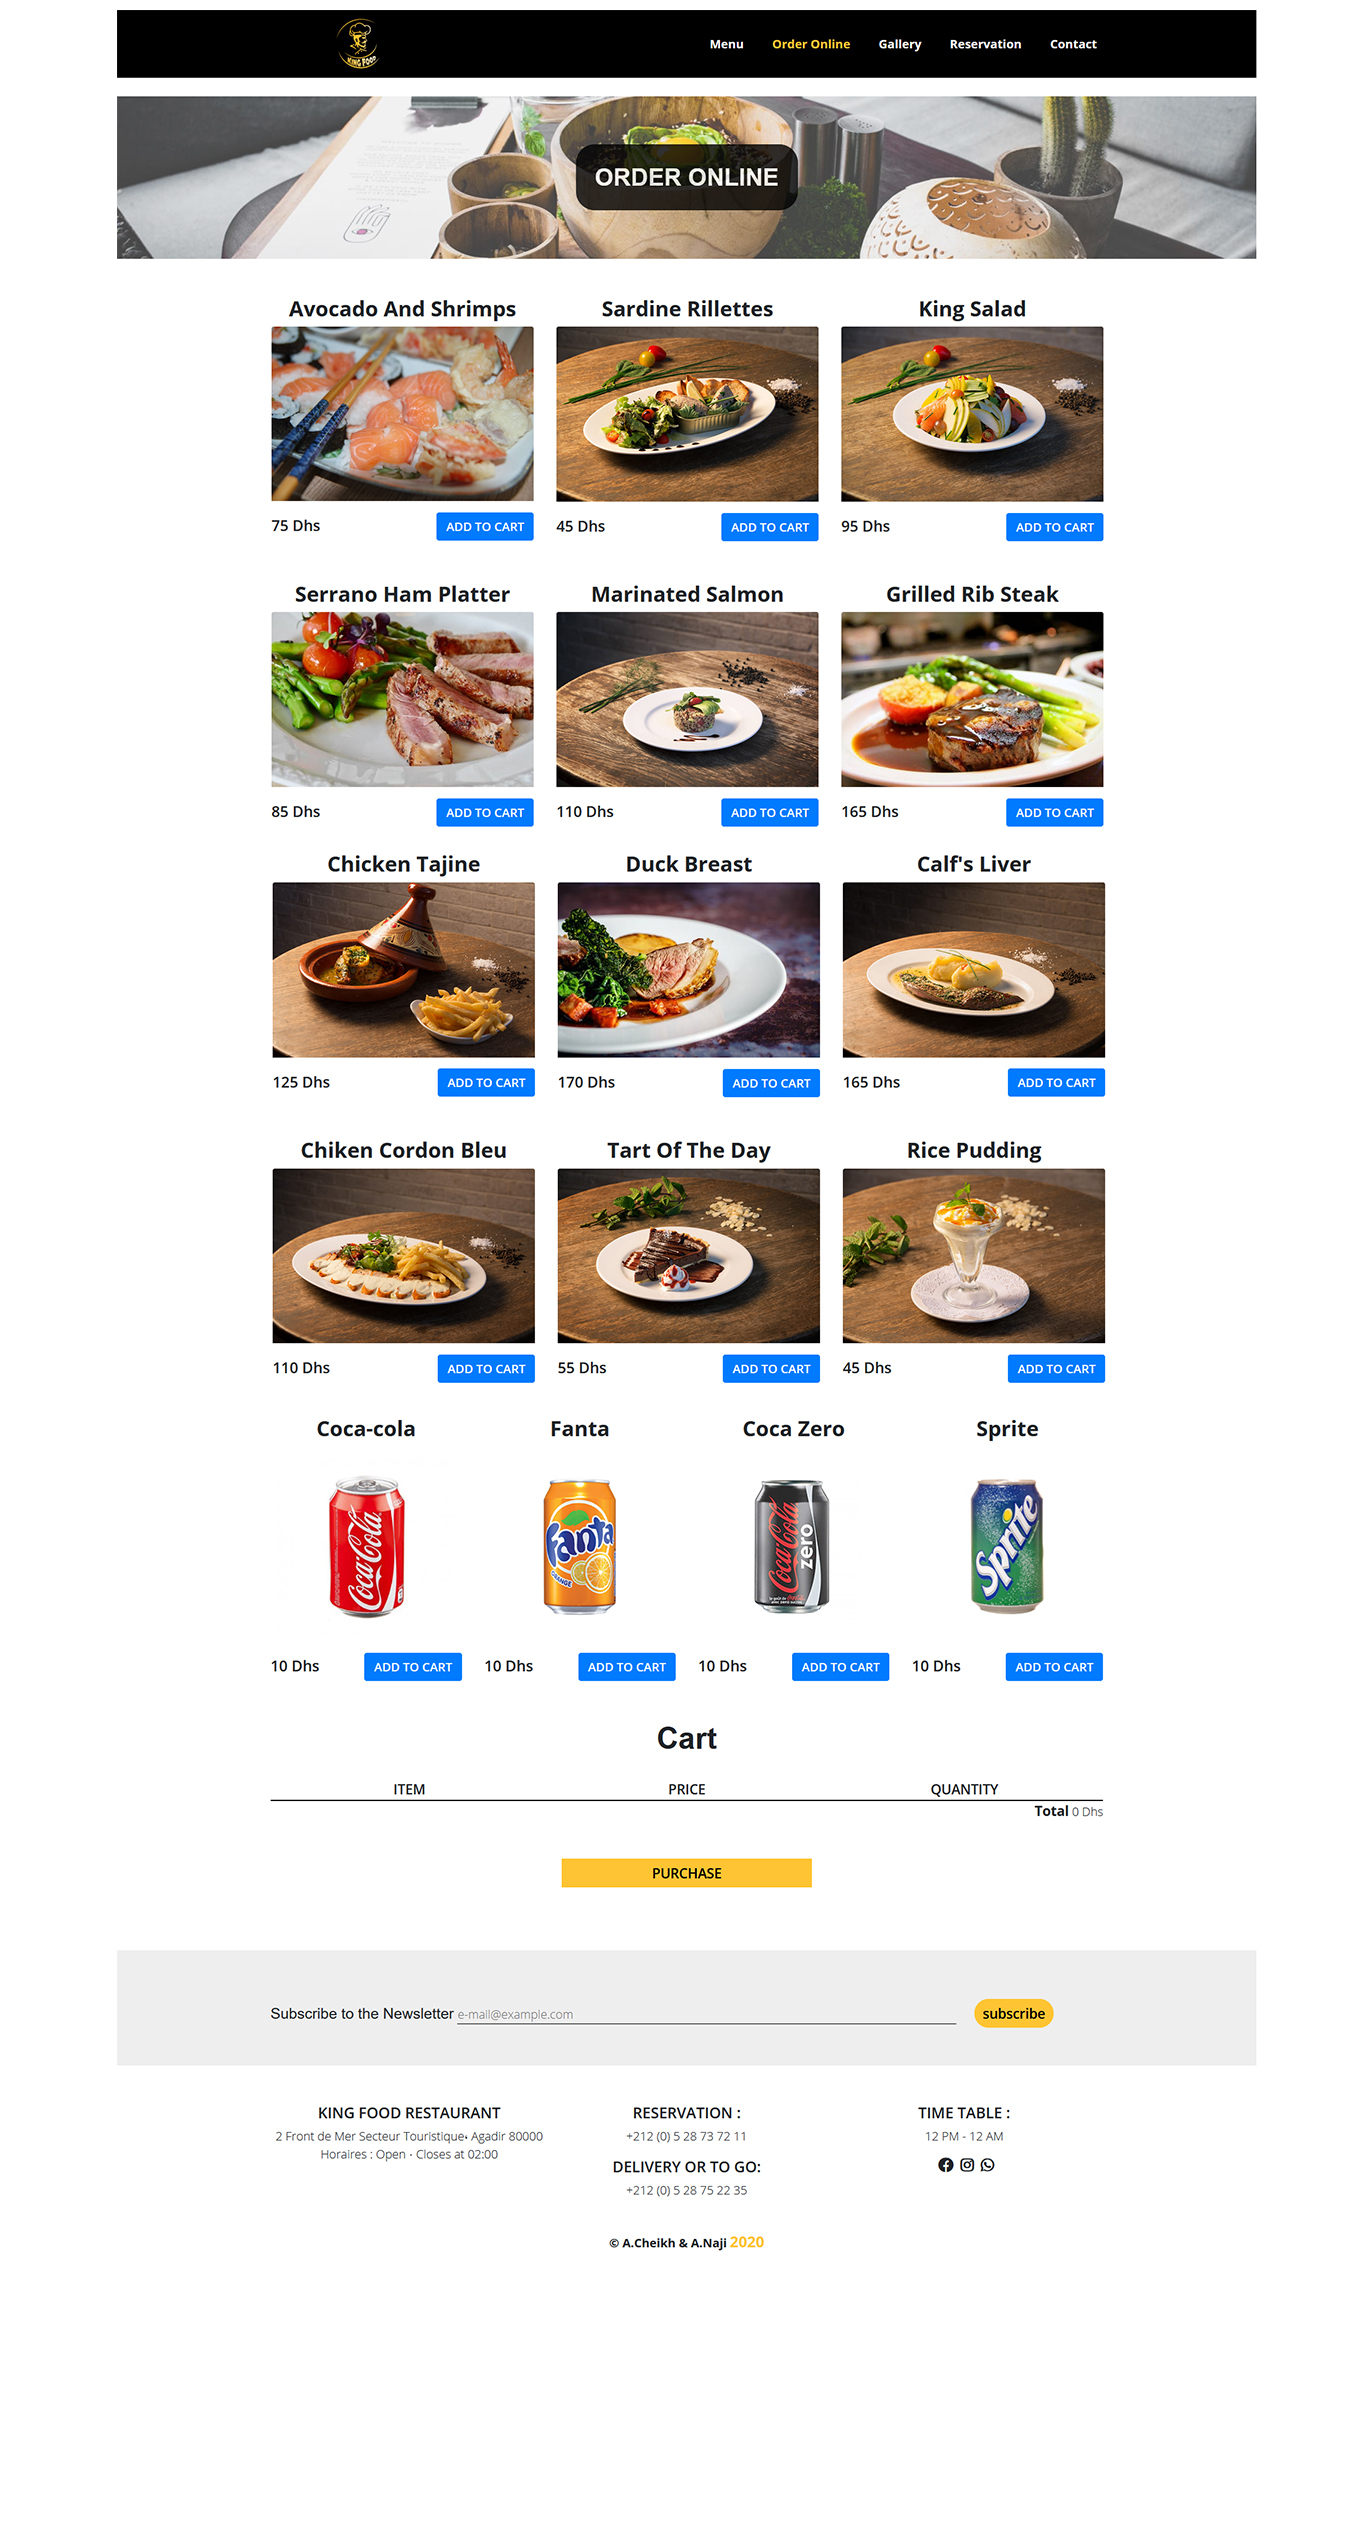 KING FOOD
Menu Order Online Gallery Reservation Contact
ORDER ONLINE
Avocado And Shrimps Sardine Rillettes King Salad
75 Dhs ADD TO CART 45 Dhs ADD TO CART 95 Dhs ADD TO CART
Serrano Ham Platter Marinated Salmon Grilled Rib Steak
85 Dhs ADD TO CART 110 Dhs ADD TO CART 165 Dhs ADD TO CART
Chicken Tajine Duck Breast Calf's Liver
125 Dhs ADD TO CART 170 Dhs ADD TO CART 165 Dhs ADD TO CART
Chiken Cordon Bleu Tart Of The Day Rice Pudding
110 Dhs ADD TO CART 55 Dhs ADD TO CART 45 Dhs ADD TO CART
Coca-cola Fanta Coca Zero Sprite
Coca-Cola Fanta Coca-Cola Sprite
ORANGE zero
10 Dhs ADD TO CART 10 Dhs ADD TO CART 10 Dhs ADD TO CART 10 Dhs ADD TO CART
Cart
ITEM PRICE QUANTITY
Total 0 Dhs
PURCHASE
Subscribe to the Newsletter e-mail@example.com subscribe
KING FOOD RESTAURANT RESERVATION : TIME TABLE :
2 Front de Mer Secteur Touristique، Agadir 80000 +212 (0) 5 28 73 72 11 12 PM - 12 AM
Horaires : Open · Closes at 02:00
DELIVERY OR TO GO:
+212 (0) 5 28 75 22 35
© A.Cheikh & A.Naji 2020